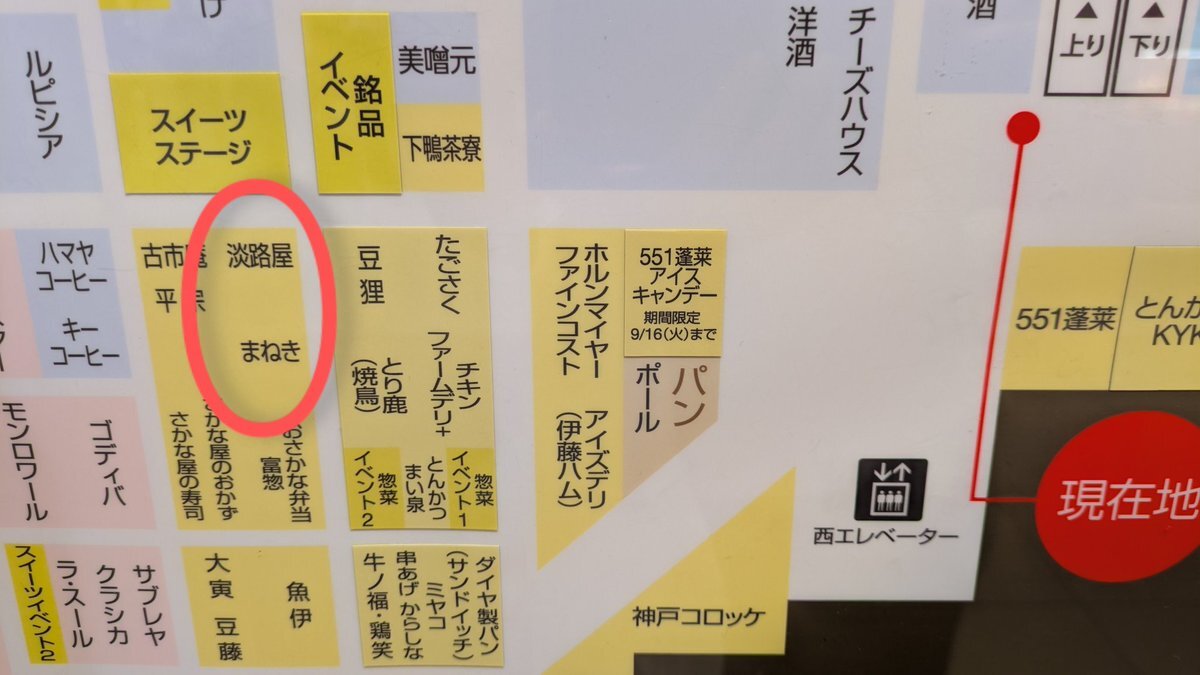 ルピシア
スイーツ
ステージ
銘品
イベント
美噌元
下鴨茶寮
洋酒
チーズハウス
酒
上り
下り
ハマヤ
コーヒー
キー
コーヒー
古市庵
平宗
淡路屋
まねき
さかな屋のおかず
さかな屋の寿司
おさかな弁当
富惣
豆狸
たごさく
とり鹿
(焼鳥)
チキン
ファームデリ+
惣菜
イベント2
とんかつ
まい泉
惣菜
イベント1
ホルンマイヤー
ファインコスト
アイズデリ
(伊藤ハム)
551蓬莱
アイス
キャンデー
期間限定
9/16(火)まで
パン
ポール
551蓬莱
KYK
現在地
西エレベーター
ゴディバ
モンロワール
スイーツイベント2
サブレヤ
クラシカ
ラ・スール
大寅
豆藤
魚伊
ダイヤ製パン
(サンドイッチ)
ミヤコ
串あげ からしな
牛ノ福・鶏笑
神戸コロッケ